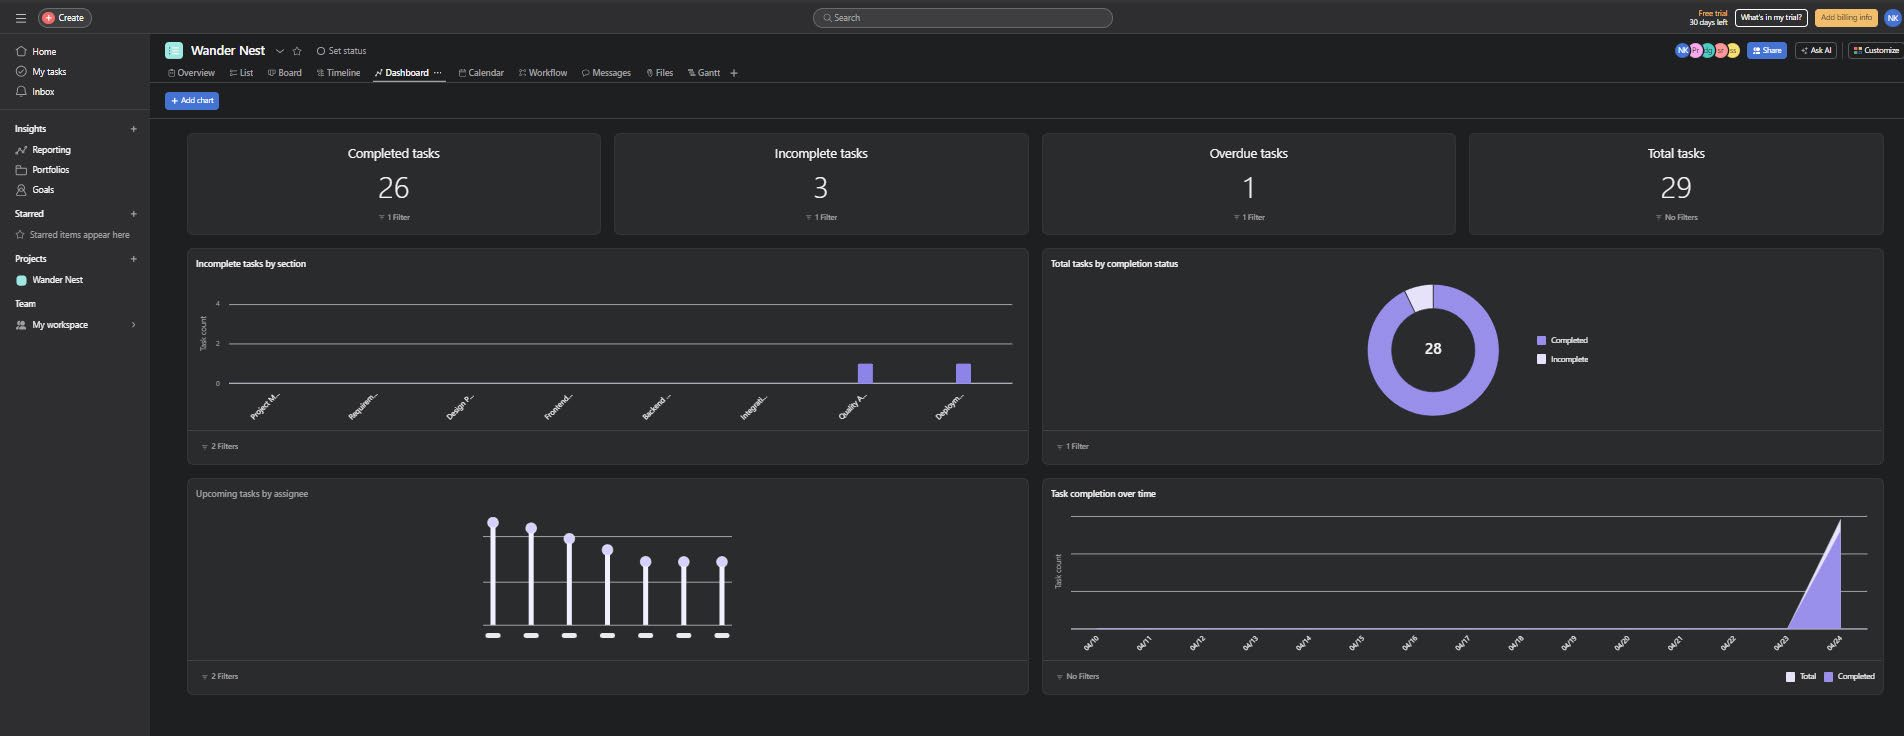 Create
Search
Free trial
30 days left
What's in my trial?
Add billing info
NK
Home
My tasks
Inbox
Insights
Reporting
Portfolios
Goals
Starred
Starred items appear here
Projects
Wander Nest
Team
My workspace
Wander Nest
Set status
NK
Share
Ask AI
Customize
Overview
List
Board
Timeline
Dashboard
Calendar
Workflow
Messages
Files
Gantt
Add chart
Completed tasks
26
1 Filter
Incomplete tasks
3
1 Filter
Overdue tasks
1
1 Filter
Total tasks
29
No Filters
Incomplete tasks by section
Task count
4
2
0
Project M...
Requirem...
Design P...
Frontend...
Backend ...
Integrati...
Quality A...
Deploym...
2 Filters
Total tasks by completion status
28
Completed
Incomplete
1 Filter
Upcoming tasks by assignee
2 Filters
Task completion over time
Task count
04/10
04/11
04/12
04/13
04/14
04/15
04/16
04/17
04/18
04/19
04/20
04/21
04/22
04/23
04/24
No Filters
Total
Completed